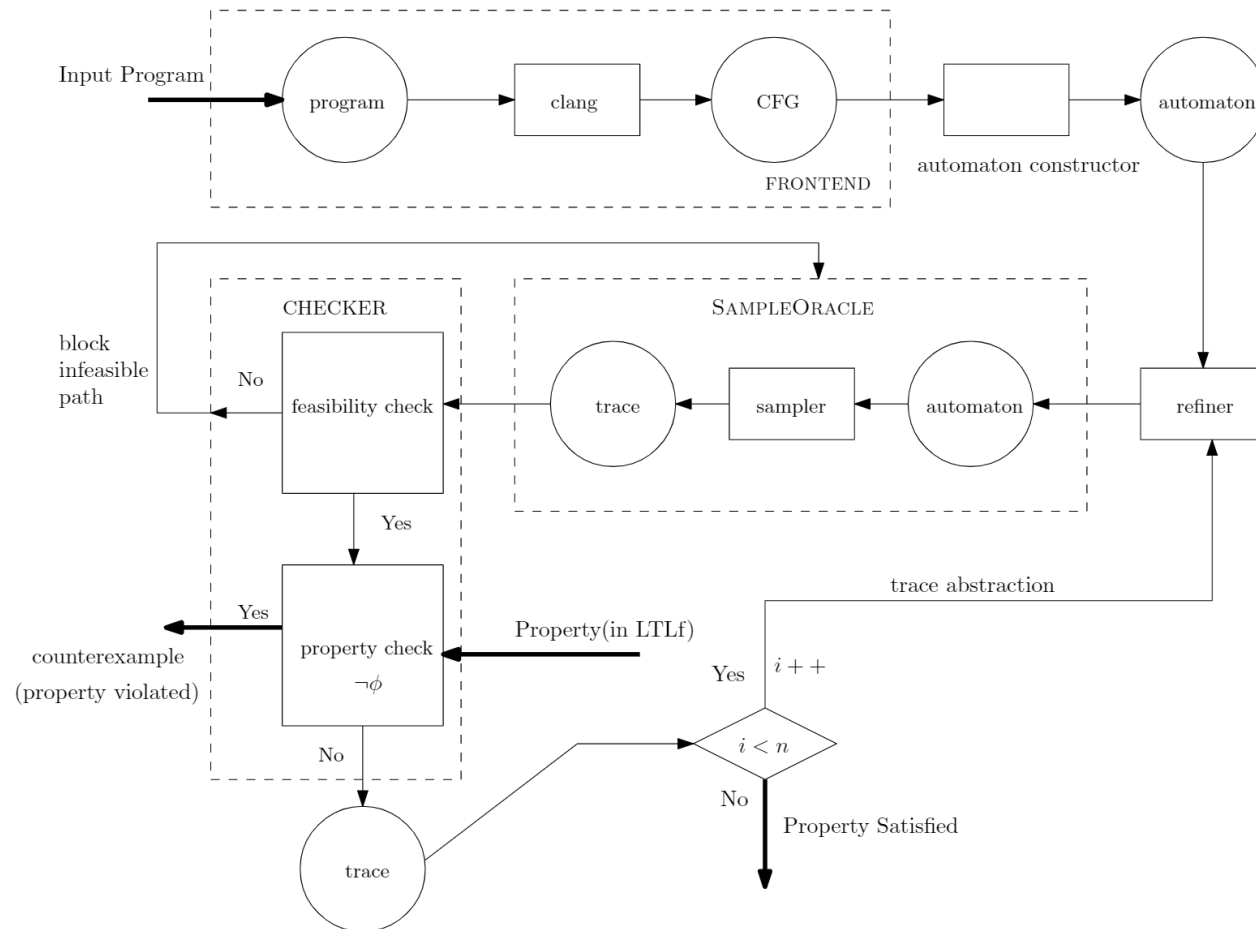 Input Program
program
clang
CFG
automaton
FRONTEND
automaton constructor
CHECKER
SAMPLEORACLE
block
infeasible
path
No
feasibility check
trace
sampler
automaton
refiner
Yes
trace abstraction
Yes
Property(in LTLf)
counterexample
(property violated)
property check
¬ϕ
Yes
i + +
i < n
No
No
Property Satisfied
trace